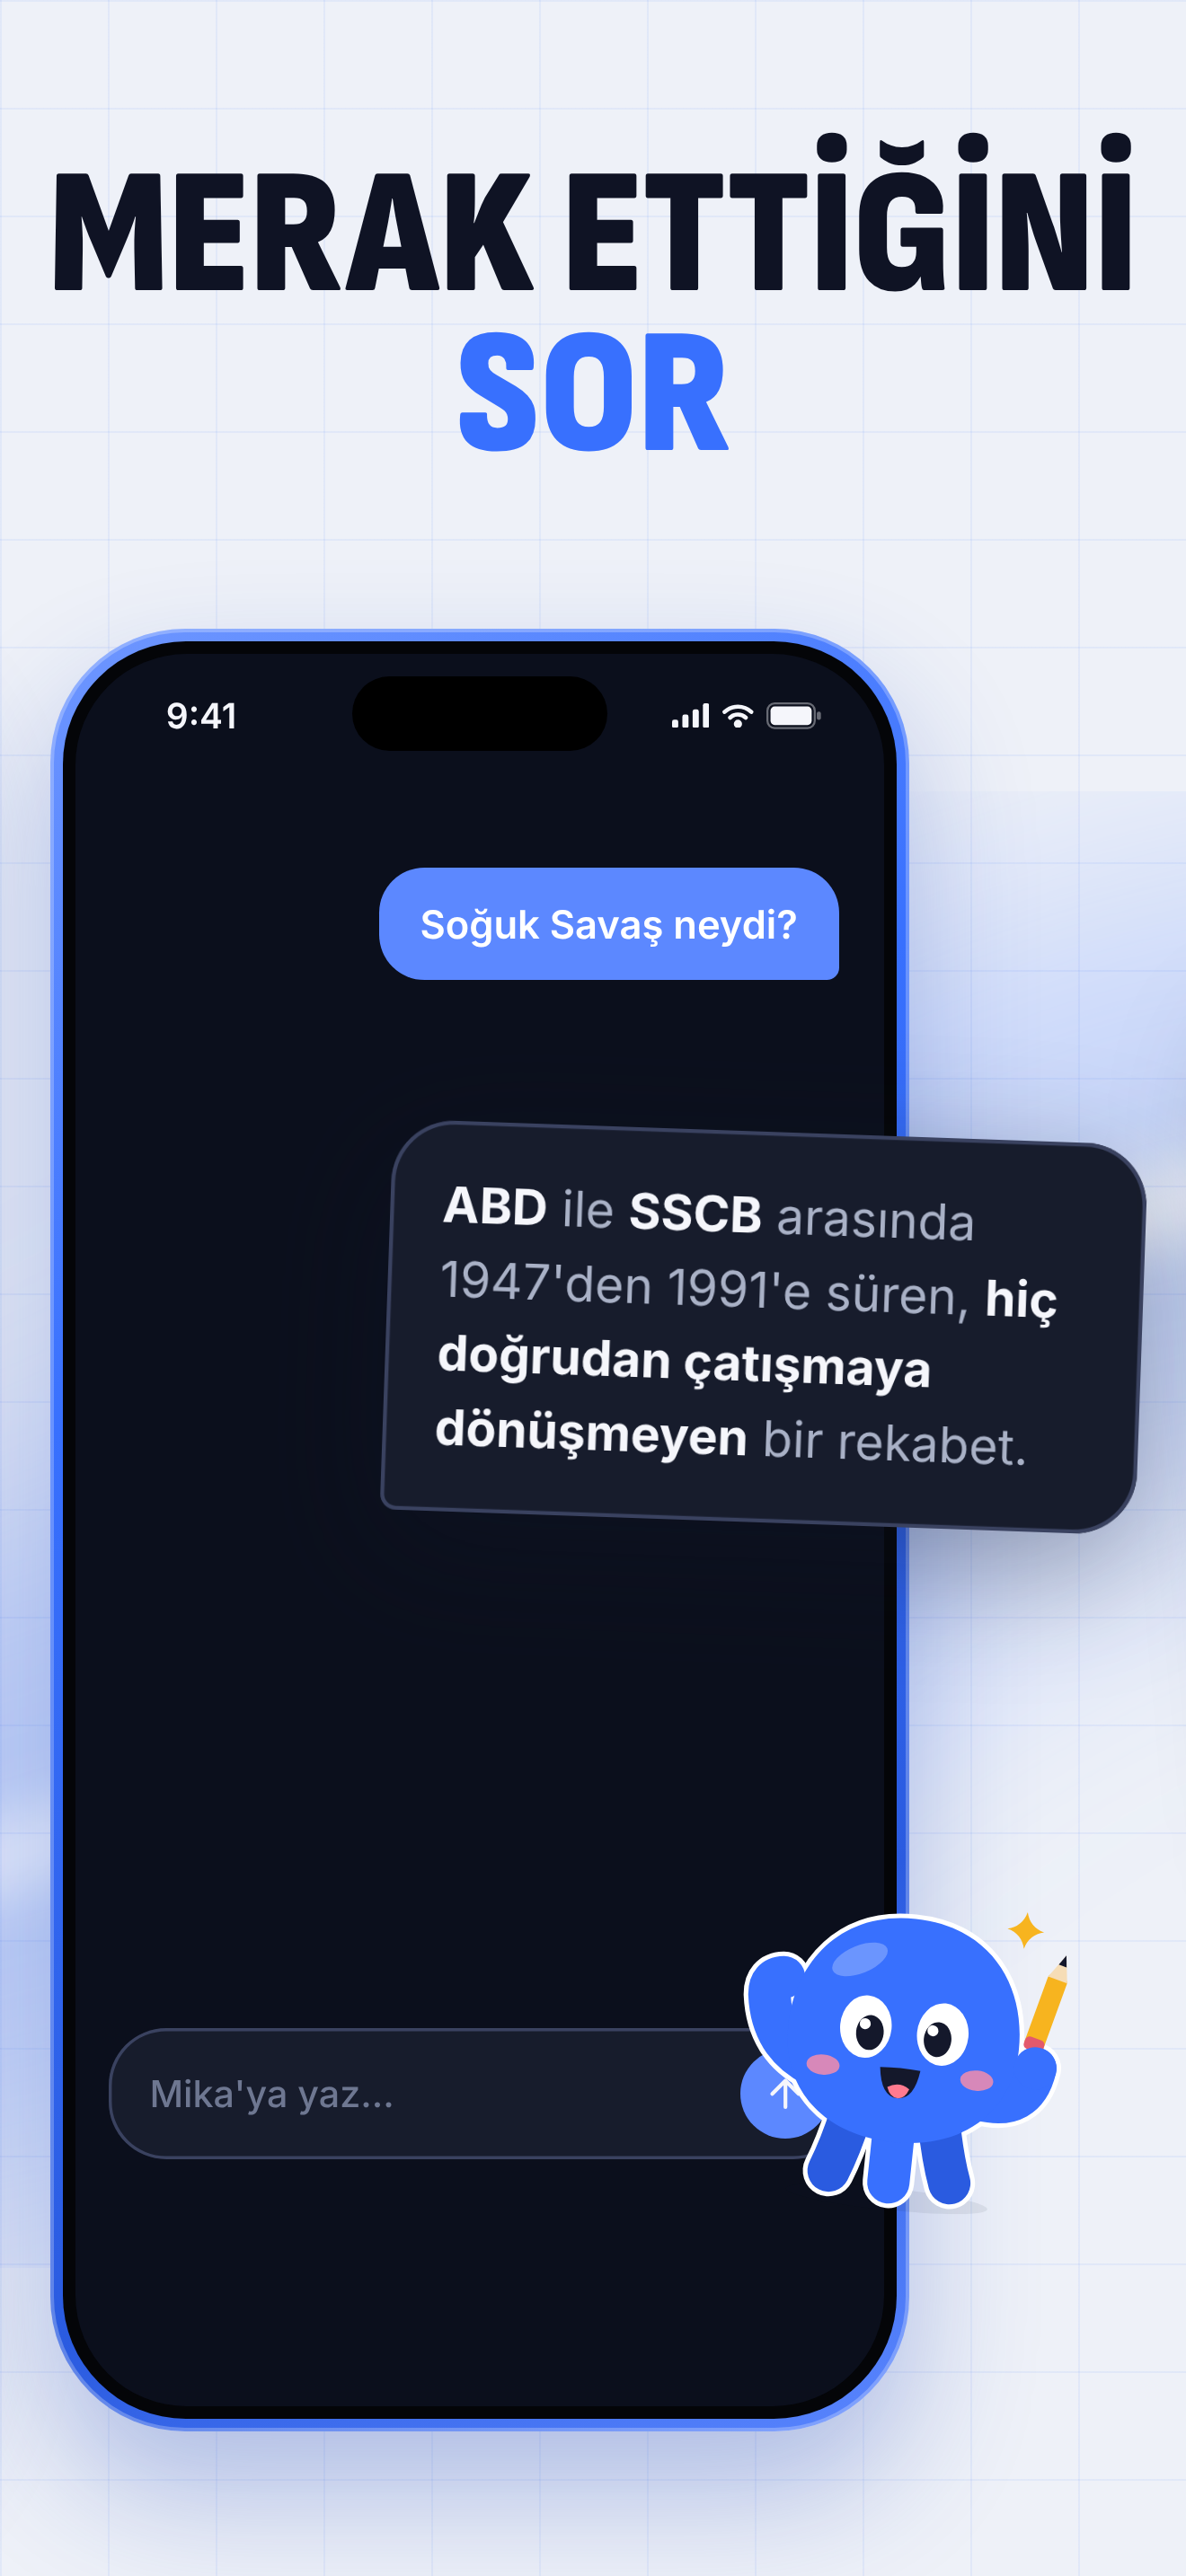 MERAK ETTİĞİNİ
SOR
9:41
Soğuk Savaş neydi?
ABD ile SSCB arasında
1947'den 1991'e süren, hiç
doğrudan çatışmaya
dönüşmeyen bir rekabet.
Mika'ya yaz...